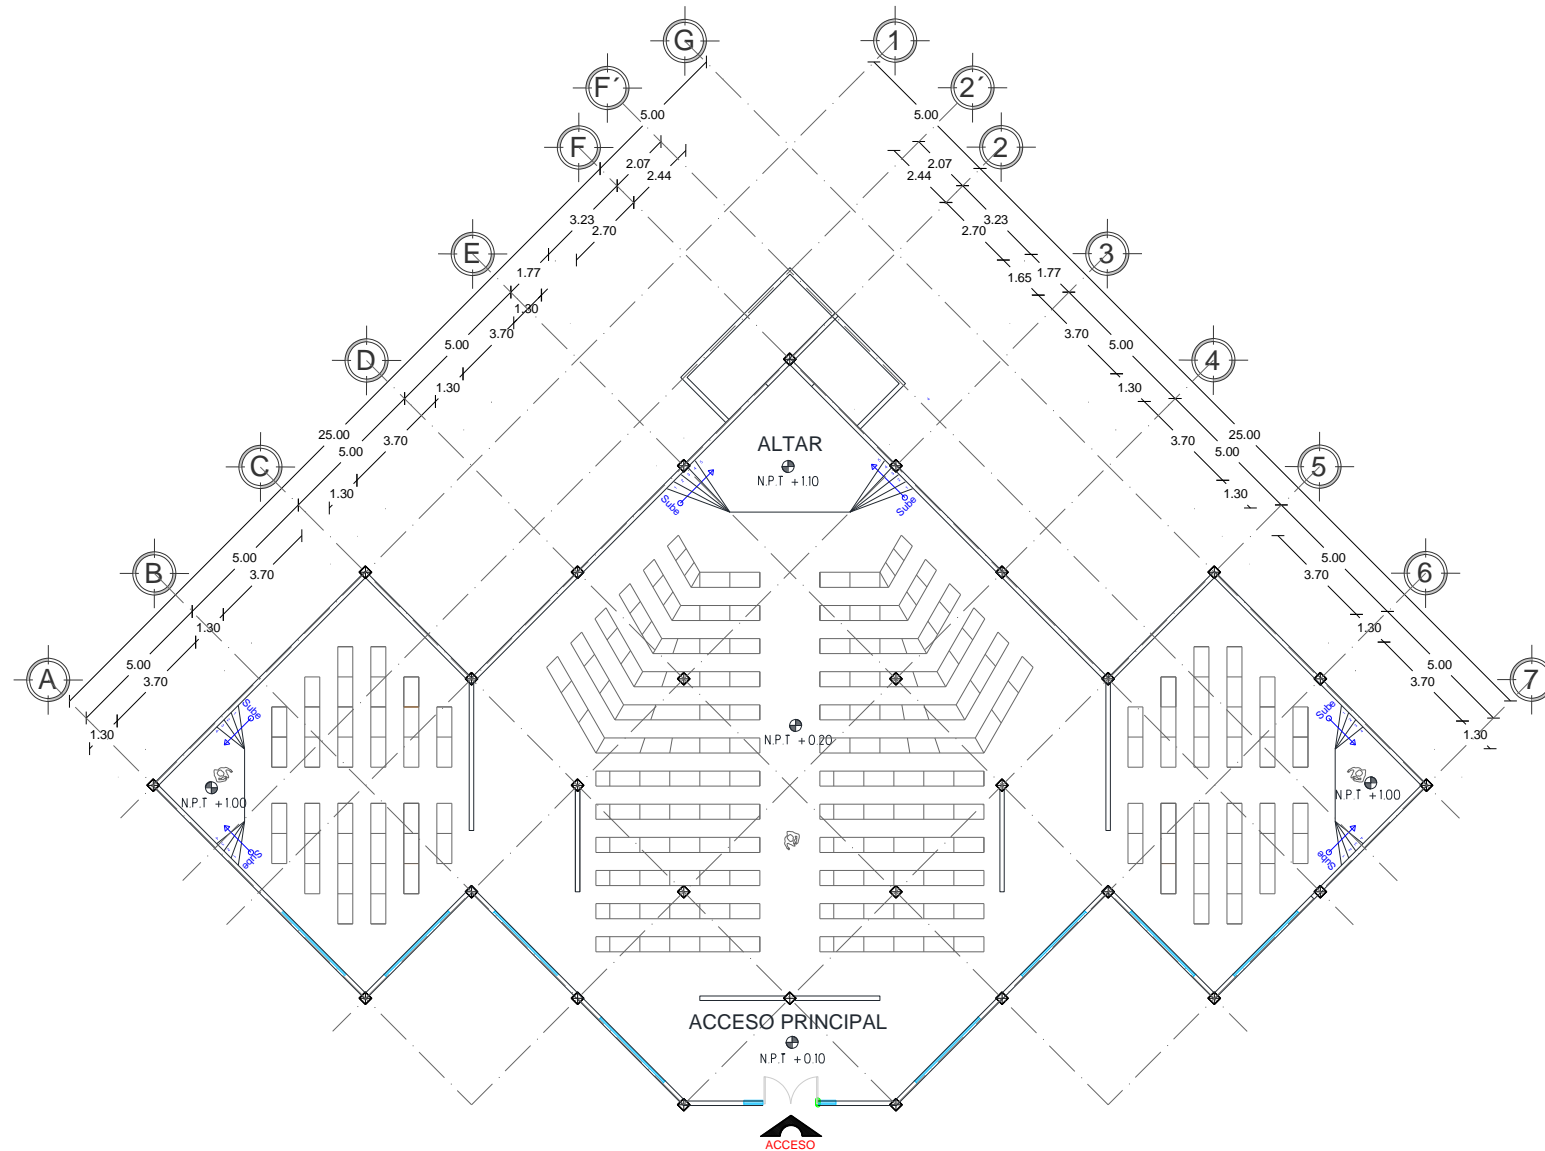 G
1
F´
2´
5.00
5.00
F
2
2.07
2.44
2.07
2.44
3.23
2.70
3.23
2.70
E
3
1.77
1.65
1.77
1.30
3.70
3.70
5.00
5.00
D
4
1.30
1.30
25.00
5.00
3.70
3.70
25.00
5.00
ALTAR
N.P.T +1.10
C
5
1.30
1.30
Sube
Sube
5.00
3.70
5.00
3.70
B
6
1.30
1.30
5.00
3.70
5.00
3.70
A
7
1.30
1.30
Sube
Sube
N.P.T +0.20
N.P.T +1.00
N.P.T +1.00
Sube
Sube
ACCESO PRINCIPAL
N.P.T +0.10
ACCESO